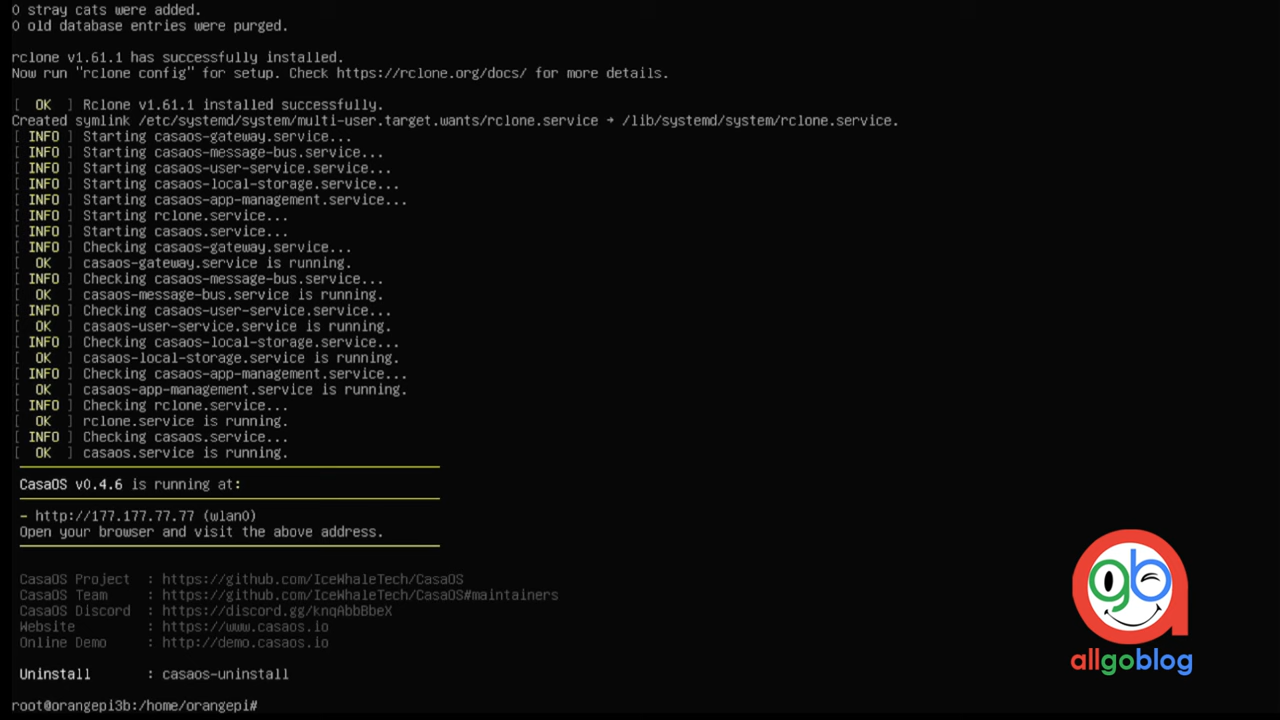 0 stray cats were added.
0 old database entries were purged.
rclone v1.61.1 has successfully installed.
Now run "rclone config" for setup. Check https://rclone.org/docs/ for more details.
[  OK  ] Rclone v1.61.1 installed successfully.
Created symlink /etc/systemd/system/multi-user.target.wants/rclone.service → /lib/systemd/system/rclone.service.
[ INFO ] Starting casaos-gateway.service...
[ INFO ] Starting casaos-message-bus.service...
[ INFO ] Starting casaos-user-service.service...
[ INFO ] Starting casaos-local-storage.service...
[ INFO ] Starting casaos-app-management.service...
[ INFO ] Starting rclone.service...
[ INFO ] Starting casaos.service...
[ INFO ] Checking casaos-gateway.service...
[  OK  ] casaos-gateway.service is running.
[ INFO ] Checking casaos-message-bus.service...
[  OK  ] casaos-message-bus.service is running.
[ INFO ] Checking casaos-user-service.service...
[  OK  ] casaos-user-service.service is running.
[ INFO ] Checking casaos-local-storage.service...
[  OK  ] casaos-local-storage.service is running.
[ INFO ] Checking casaos-app-management.service...
[  OK  ] casaos-app-management.service is running.
[ INFO ] Checking rclone.service...
[  OK  ] rclone.service is running.
[ INFO ] Checking casaos.service...
[  OK  ] casaos.service is running.
CasaOS v0.4.6 is running at:
- http://177.177.77.77 (wlan0)
Open your browser and visit the above address.
CasaOS Project  : https://github.com/IceWhaleTech/CasaOS
CasaOS Team     : https://github.com/IceWhaleTech/CasaOS#maintainers
CasaOS Discord  : https://discord.gg/knqAbbBbeX
Website         : https://www.casaos.io
Online Demo     : http://demo.casaos.io
Uninstall       : casaos-uninstall
root@orangepi3b:/home/orangepi#
agb
allgoblog